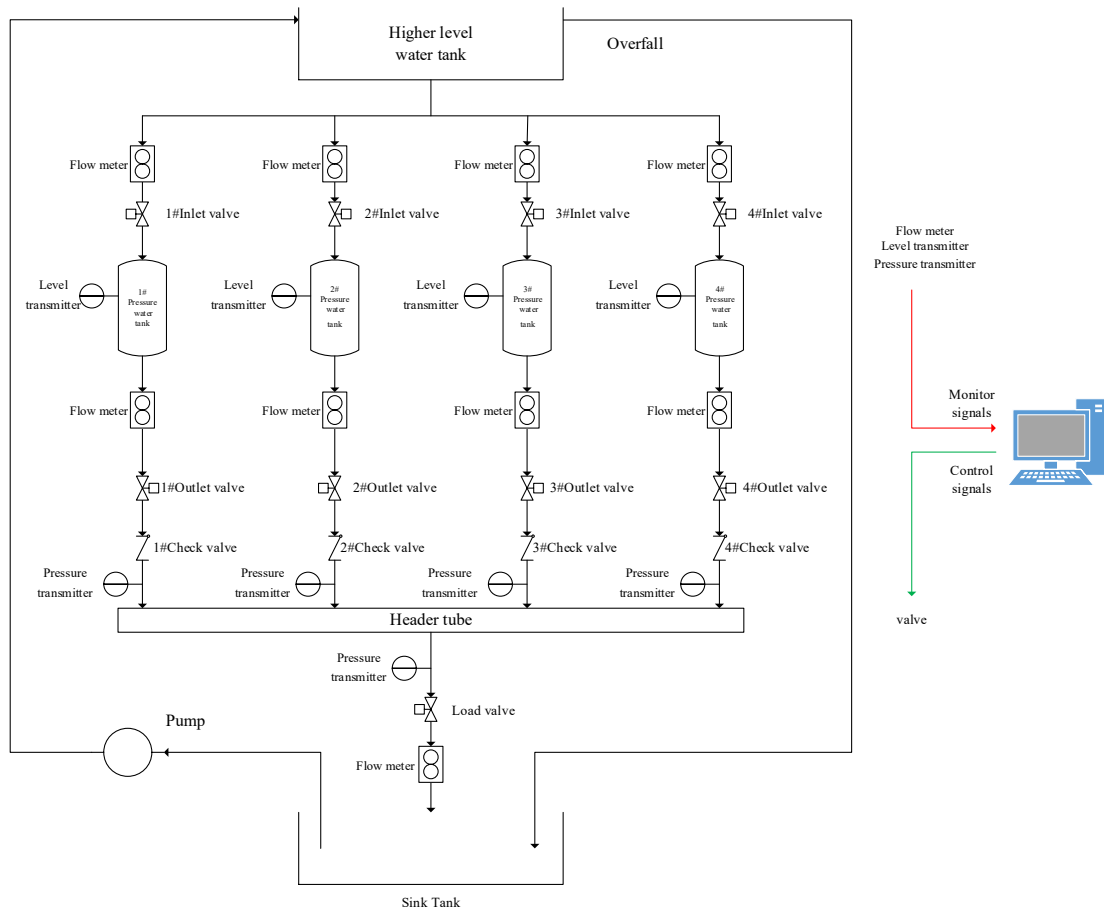 Higher level
water tank
Overfall
Flow meter
Flow meter
Flow meter
Flow meter
1#Inlet valve
2#Inlet valve
3#Inlet valve
4#Inlet valve
Flow meter
Level transmitter
Pressure transmitter
Level
transmitter
1#
Pressure
water
tank
Level
transmitter
2#
Pressure
water
tank
Level
transmitter
3#
Pressure
water
tank
Level
transmitter
4#
Pressure
water
tank
Flow meter
Flow meter
Flow meter
Flow meter
Monitor
signals
Control
signals
1#Outlet valve
2#Outlet valve
3#Outlet valve
4#Outlet valve
1#Check valve
2#Check valve
3#Check valve
4#Check valve
Pressure
transmitter
Pressure
transmitter
Pressure
transmitter
Pressure
transmitter
Header tube
valve
Pressure
transmitter
Load valve
Pump
Flow meter
Sink Tank